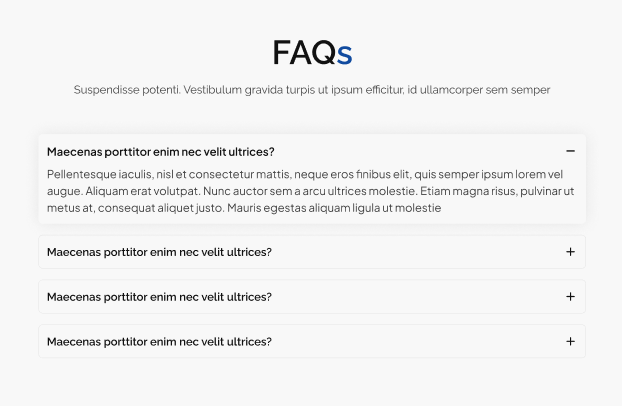 FAQs
Suspendisse potenti. Vestibulum gravida turpis ut ipsum efficitur, id ullamcorper sem semper
Maecenas porttitor enim nec velit ultrices?
Pellentesque iaculis, nisl et consectetur mattis, neque eros finibus elit, quis semper ipsum lorem vel
augue. Aliquam erat volutpat. Nunc auctor sem a arcu ultrices molestie. Etiam magna risus, pulvinar ut
metus at, consequat aliquet justo. Mauris egestas aliquam ligula ut molestie
Maecenas porttitor enim nec velit ultrices?
Maecenas porttitor enim nec velit ultrices?
Maecenas porttitor enim nec velit ultrices?